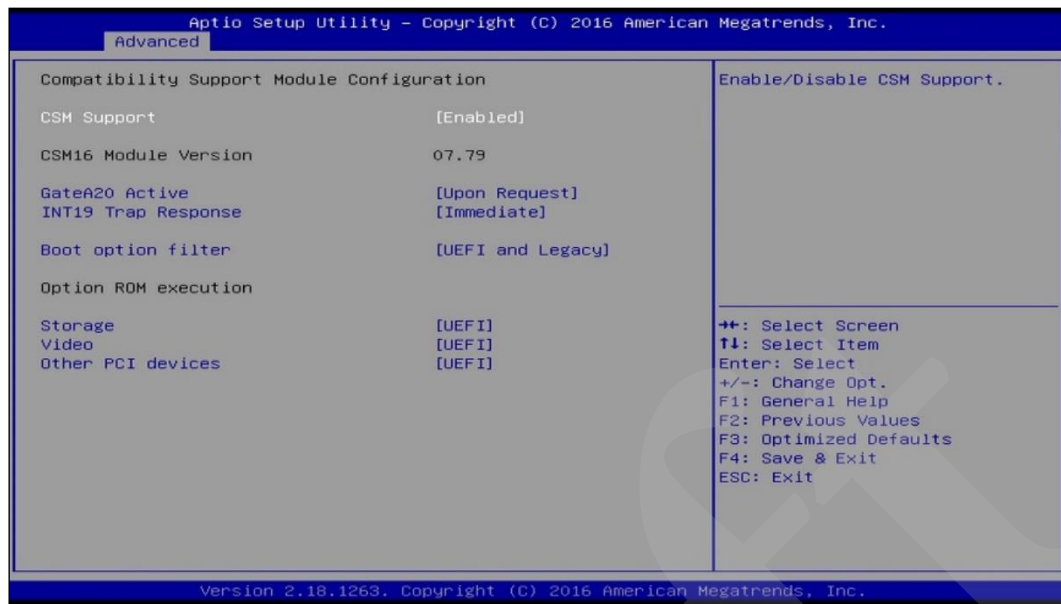 Aptio Setup Utility – Copyright (C) 2016 American Megatrends, Inc.
Advanced
Compatibility Support Module Configuration
CSM Support [Enabled]
CSM16 Module Version 07.79
GateA20 Active [Upon Request]
INT19 Trap Response [Immediate]
Boot option filter [UEFI and Legacy]
Option ROM execution
Storage [UEFI]
Video [UEFI]
Other PCI devices [UEFI]
Enable/Disable CSM Support.
→←: Select Screen
↑↓: Select Item
Enter: Select
+/-: Change Opt.
F1: General Help
F2: Previous Values
F3: Optimized Defaults
F4: Save & Exit
ESC: Exit
Version 2.18.1263. Copyright (C) 2016 American Megatrends, Inc.